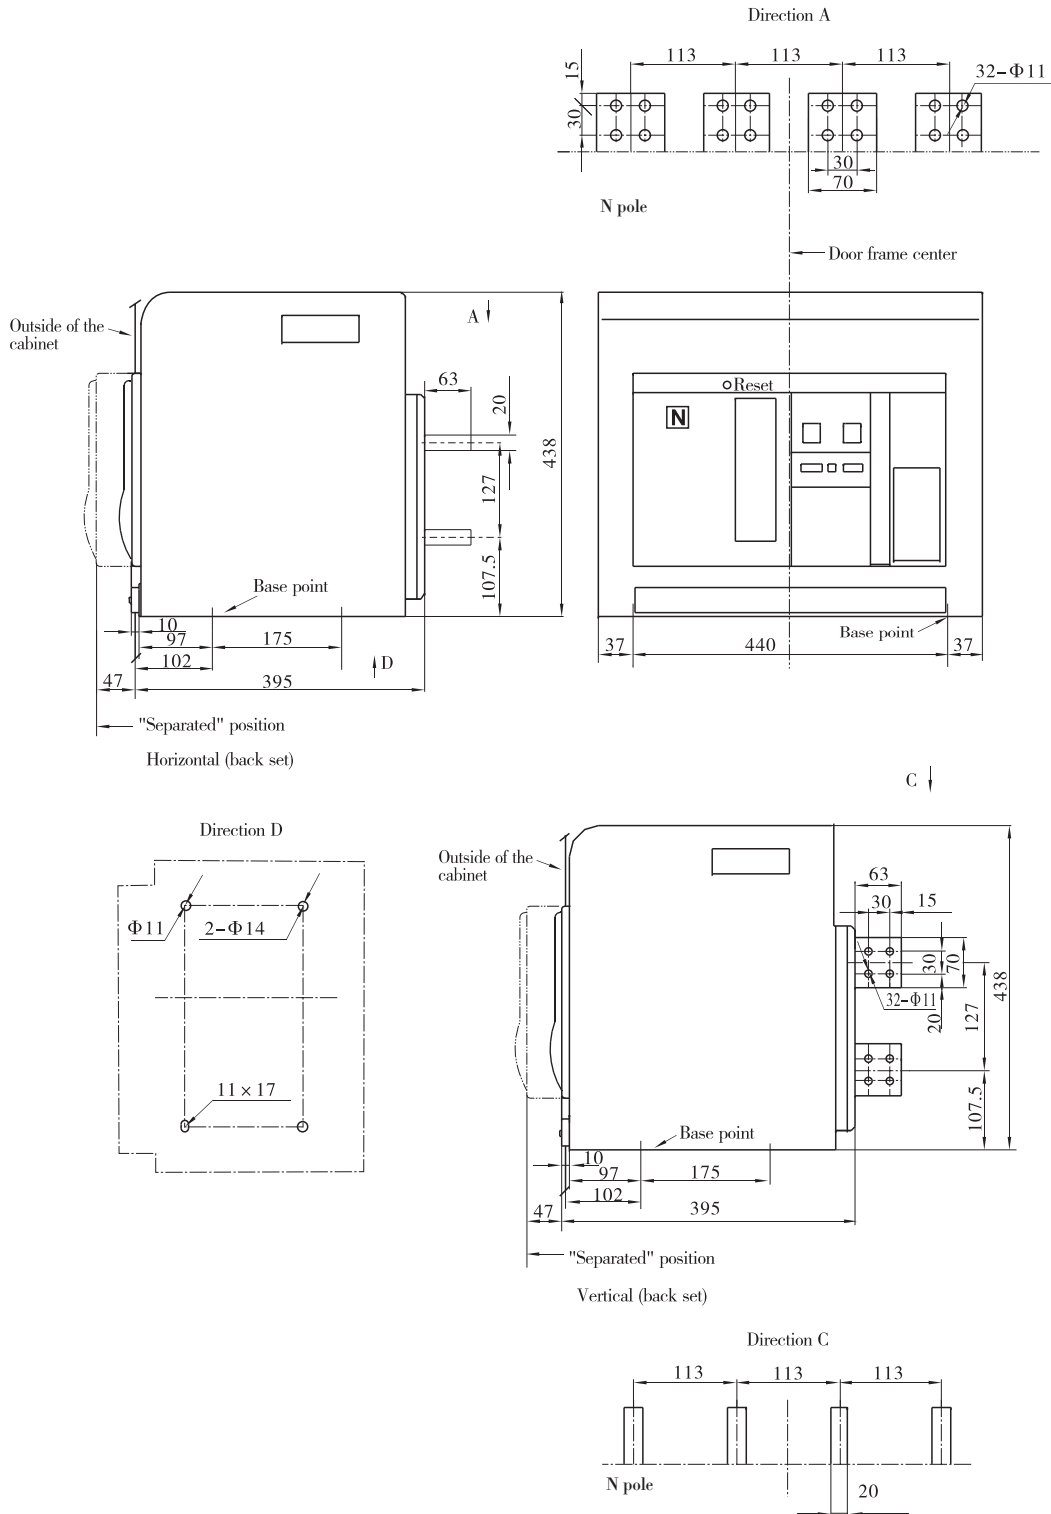 Direction A
113 113 113
15
32-Φ11
30
30
70
N pole
Door frame center
Outside of the
cabinet
A
63
20
438
127
107.5
Base point
10
97 175
102
D
47 395
"Separated" position
Horizontal (back set)
Reset
N
Base point
37 440 37
C
Direction D
Φ11 2-Φ14
11×17
Outside of the
cabinet
63
30 15
30
70
32-Φ11
20
127
438
107.5
Base point
10
97 175
102
47 395
"Separated" position
Vertical (back set)
Direction C
113 113 113
N pole
20